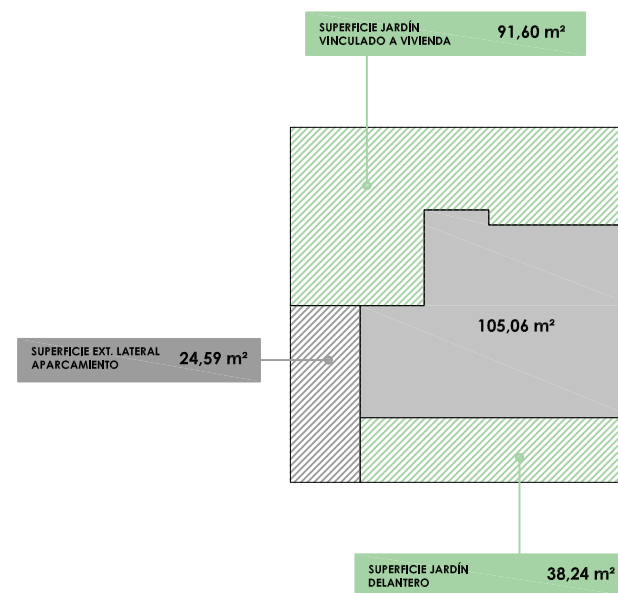 SUPERFICIE JARDÍN
VINCULADO A VIVIENDA
91,60 m²
105,06 m²
SUPERFICIE EXT. LATERAL
APARCAMIENTO
24,59 m²
SUPERFICIE JARDÍN
DELANTERO
38,24 m²